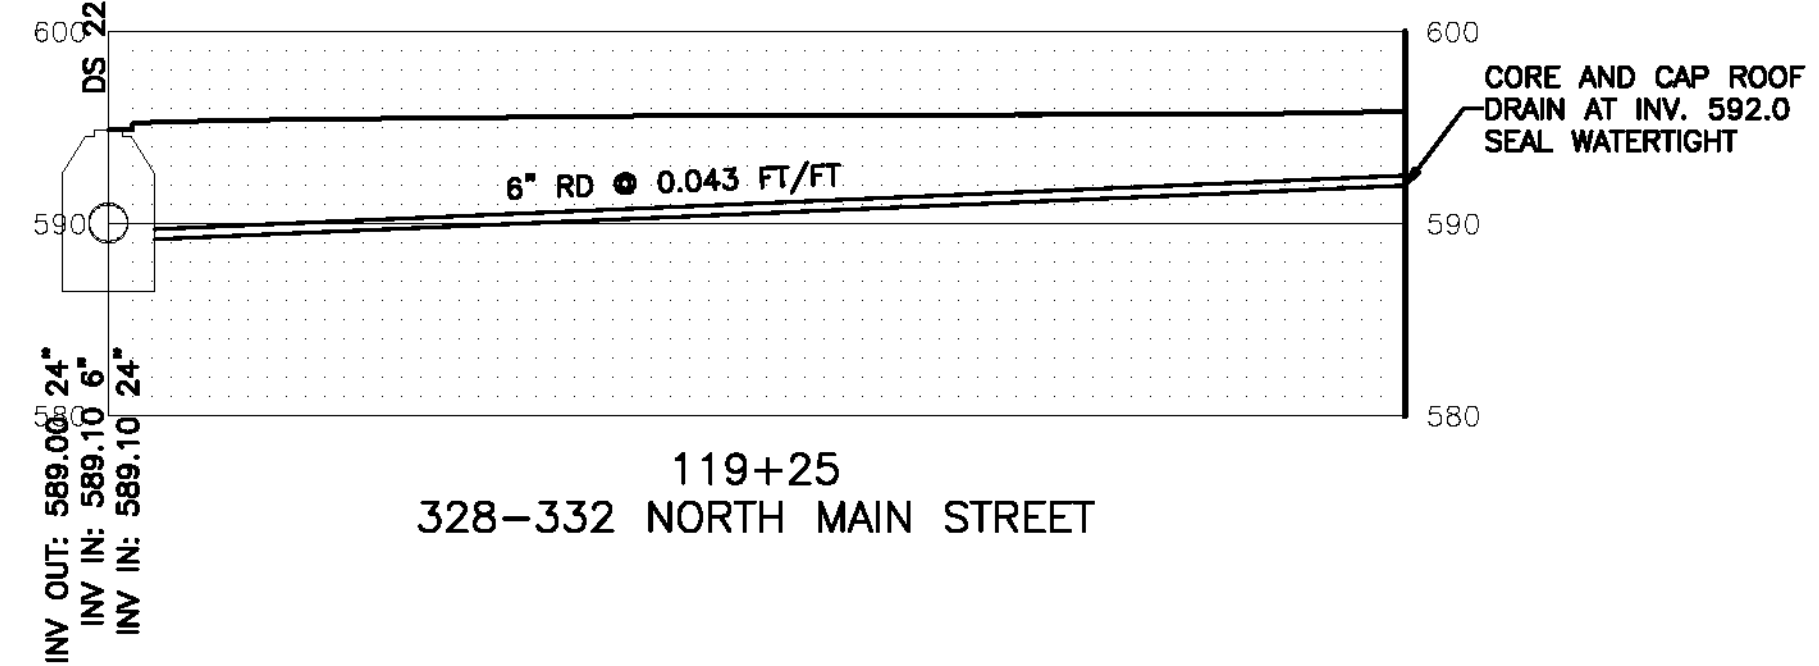 DS 22
600
600
CORE AND CAP ROOF
DRAIN AT INV. 592.0
SEAL WATERTIGHT
6" RD @ 0.043 FT/FT
590
590
580
580
INV OUT: 589.00 24"
INV IN: 589.10 6"
INV IN: 589.10 24"
119+25
328-332 NORTH MAIN STREET